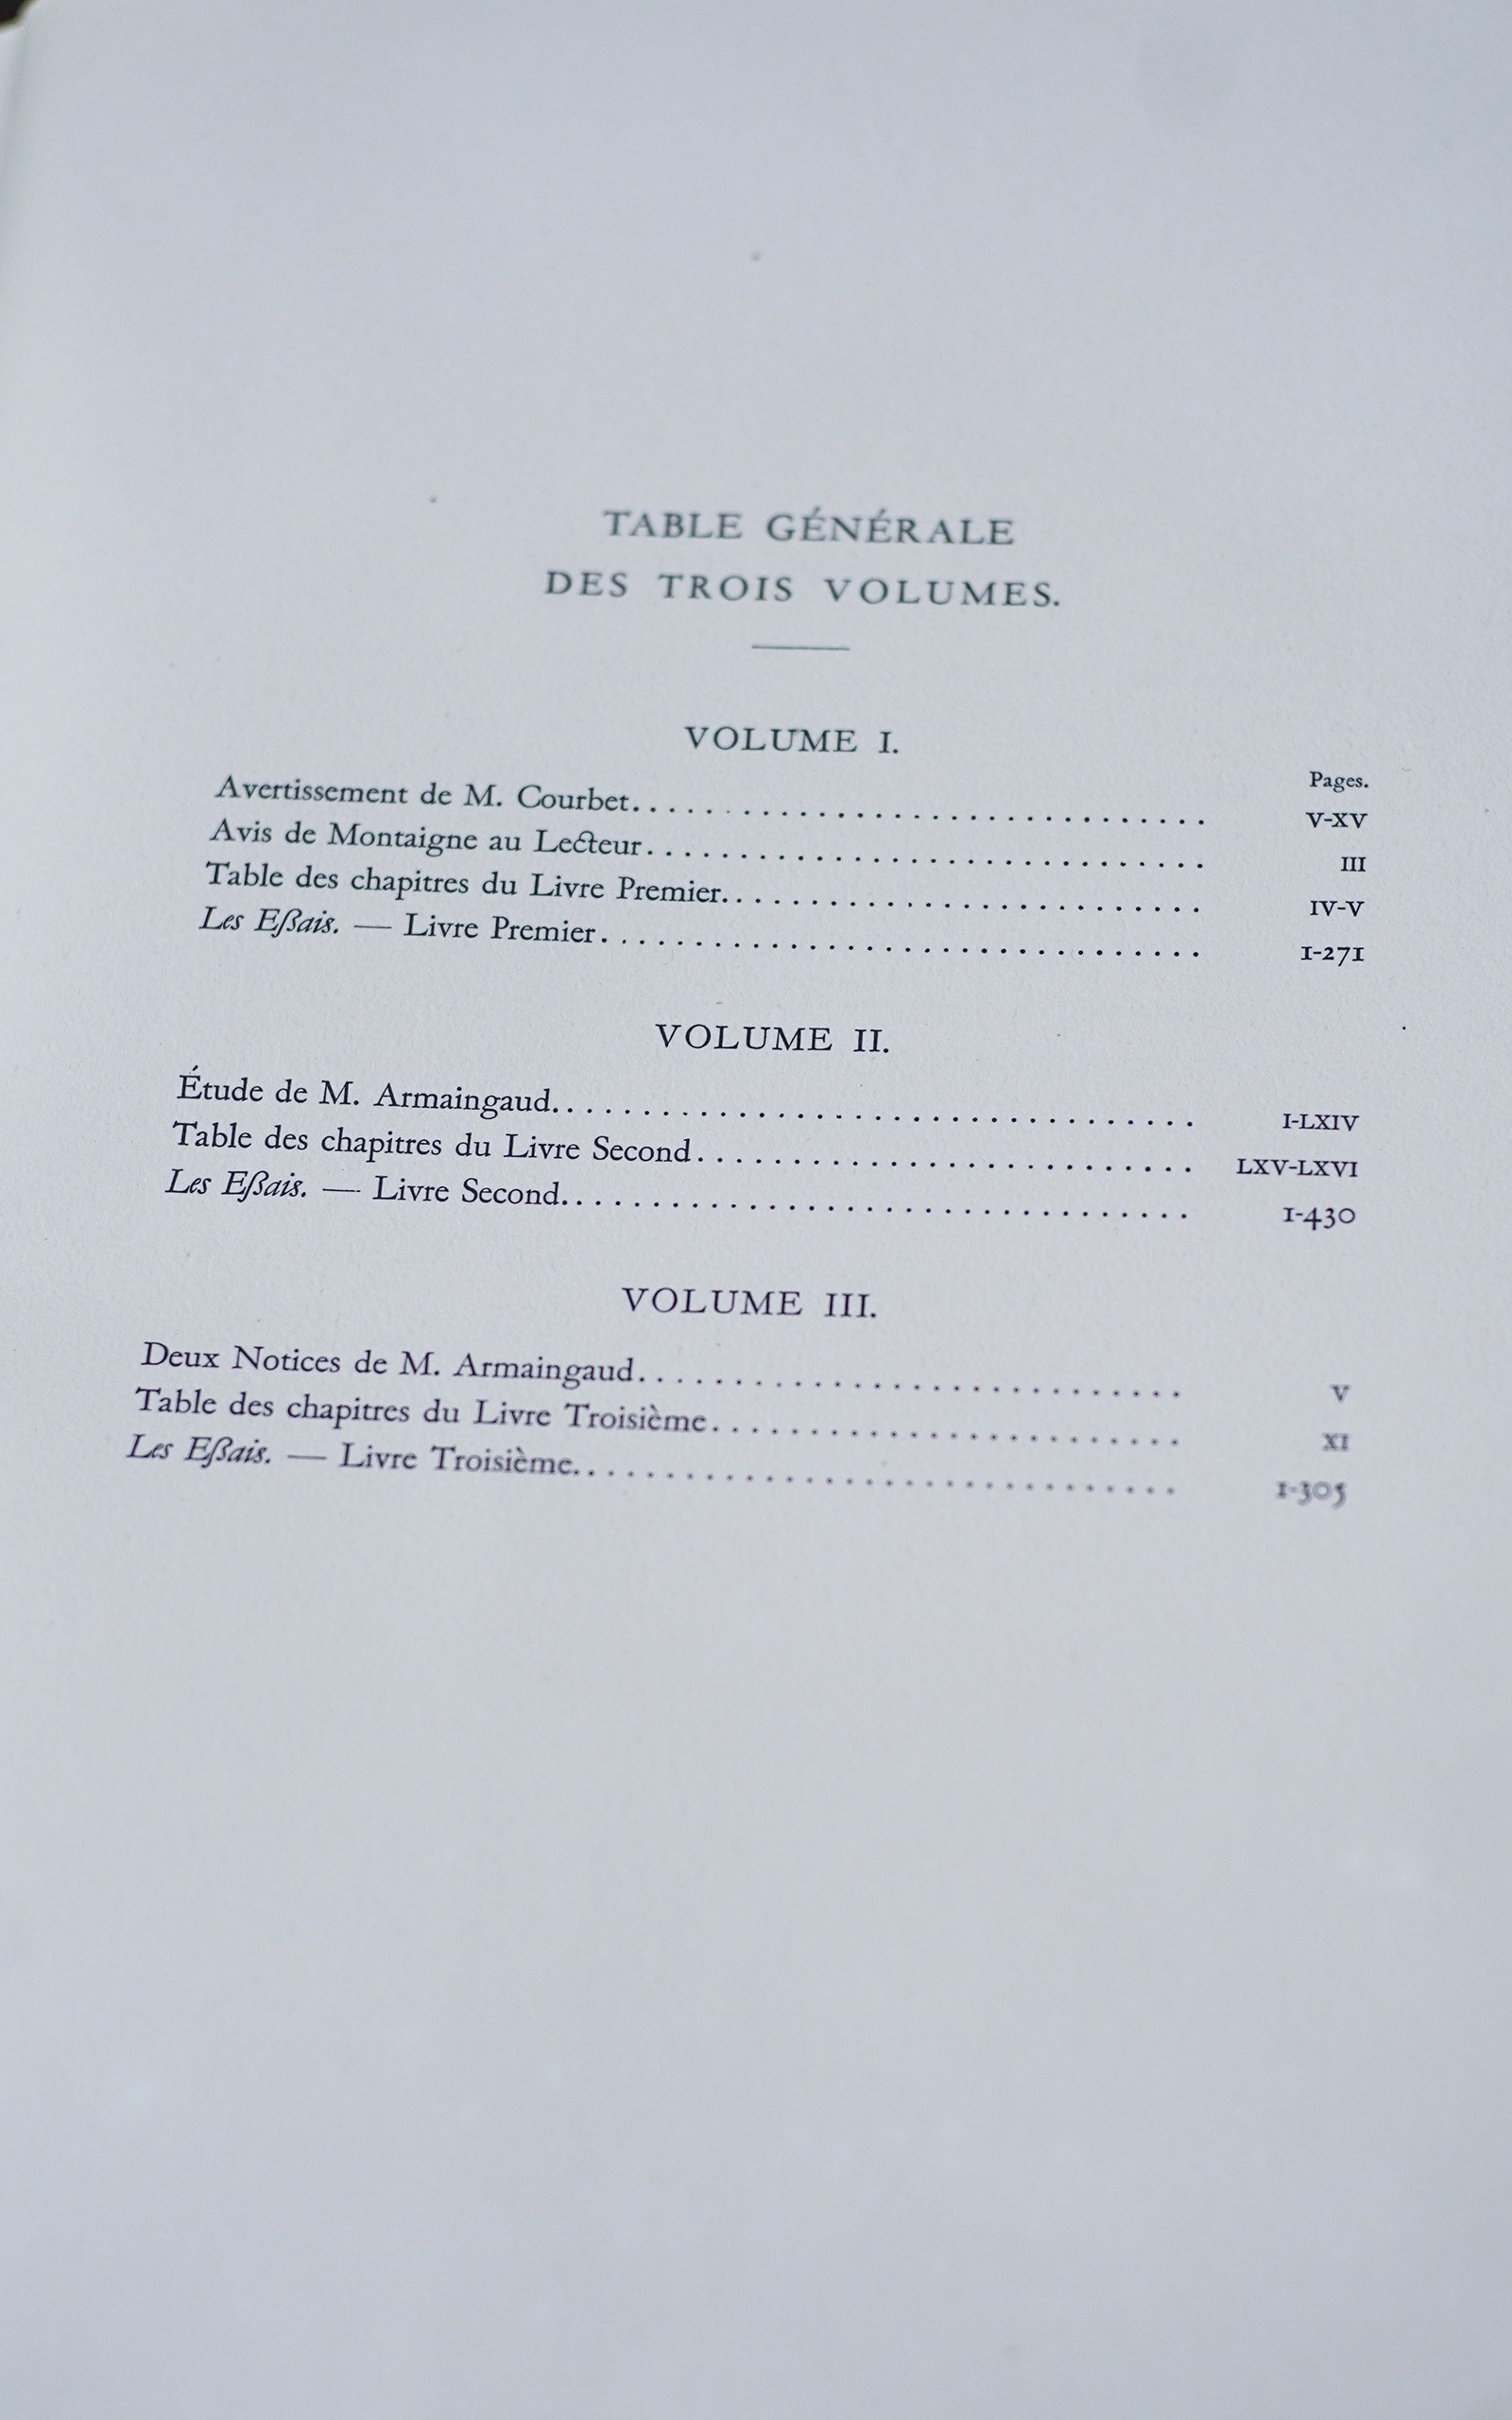 TABLE GÉNÉRALE
DES TROIS VOLUMES.
VOLUME I.
Pages.
Avertissement de M. Courbet. . . . . . . . . . . . . . . . . . . . . . . . . . . . . . . V-XV
Avis de Montaigne au Lecteur. . . . . . . . . . . . . . . . . . . . . . . . . . . . . . III
Table des chapitres du Livre Premier. . . . . . . . . . . . . . . . . . . . . . . . . . IV-V
Les Eßais. — Livre Premier. . . . . . . . . . . . . . . . . . . . . . . . . . . . . . . 1-271
VOLUME II.
Étude de M. Armaingaud. . . . . . . . . . . . . . . . . . . . . . . . . . . . . . . . . I-LXIV
Table des chapitres du Livre Second. . . . . . . . . . . . . . . . . . . . . . . . . . LXV-LXVI
Les Eßais. — Livre Second. . . . . . . . . . . . . . . . . . . . . . . . . . . . . . . . 1-430
VOLUME III.
Deux Notices de M. Armaingaud. . . . . . . . . . . . . . . . . . . . . . . . . . . . V
Table des chapitres du Livre Troisième. . . . . . . . . . . . . . . . . . . . . . . . XI
Les Eßais. — Livre Troisième. . . . . . . . . . . . . . . . . . . . . . . . . . . . . . 1-305